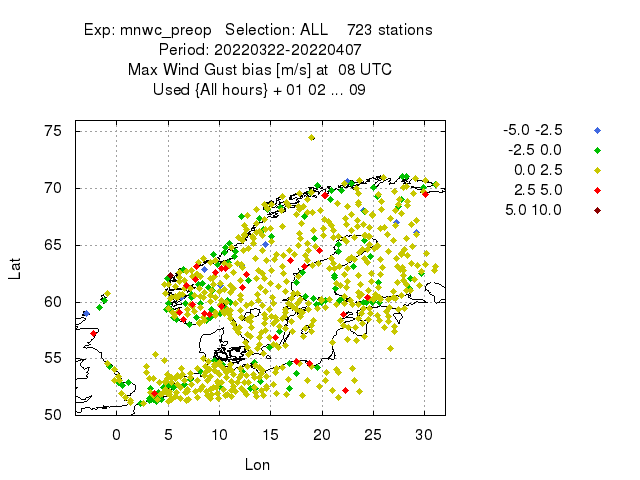 Exp: mnwc_preop   Selection: ALL    723 stations
Period: 20220322-20220407
Max Wind Gust bias [m/s] at  08 UTC
Used {All hours} + 01 02 ... 09
-5.0 -2.5
-2.5 0.0
0.0 2.5
2.5 5.0
5.0 10.0
75
70
65
60
55
50
Lat
0 5 10 15 20 25 30
Lon